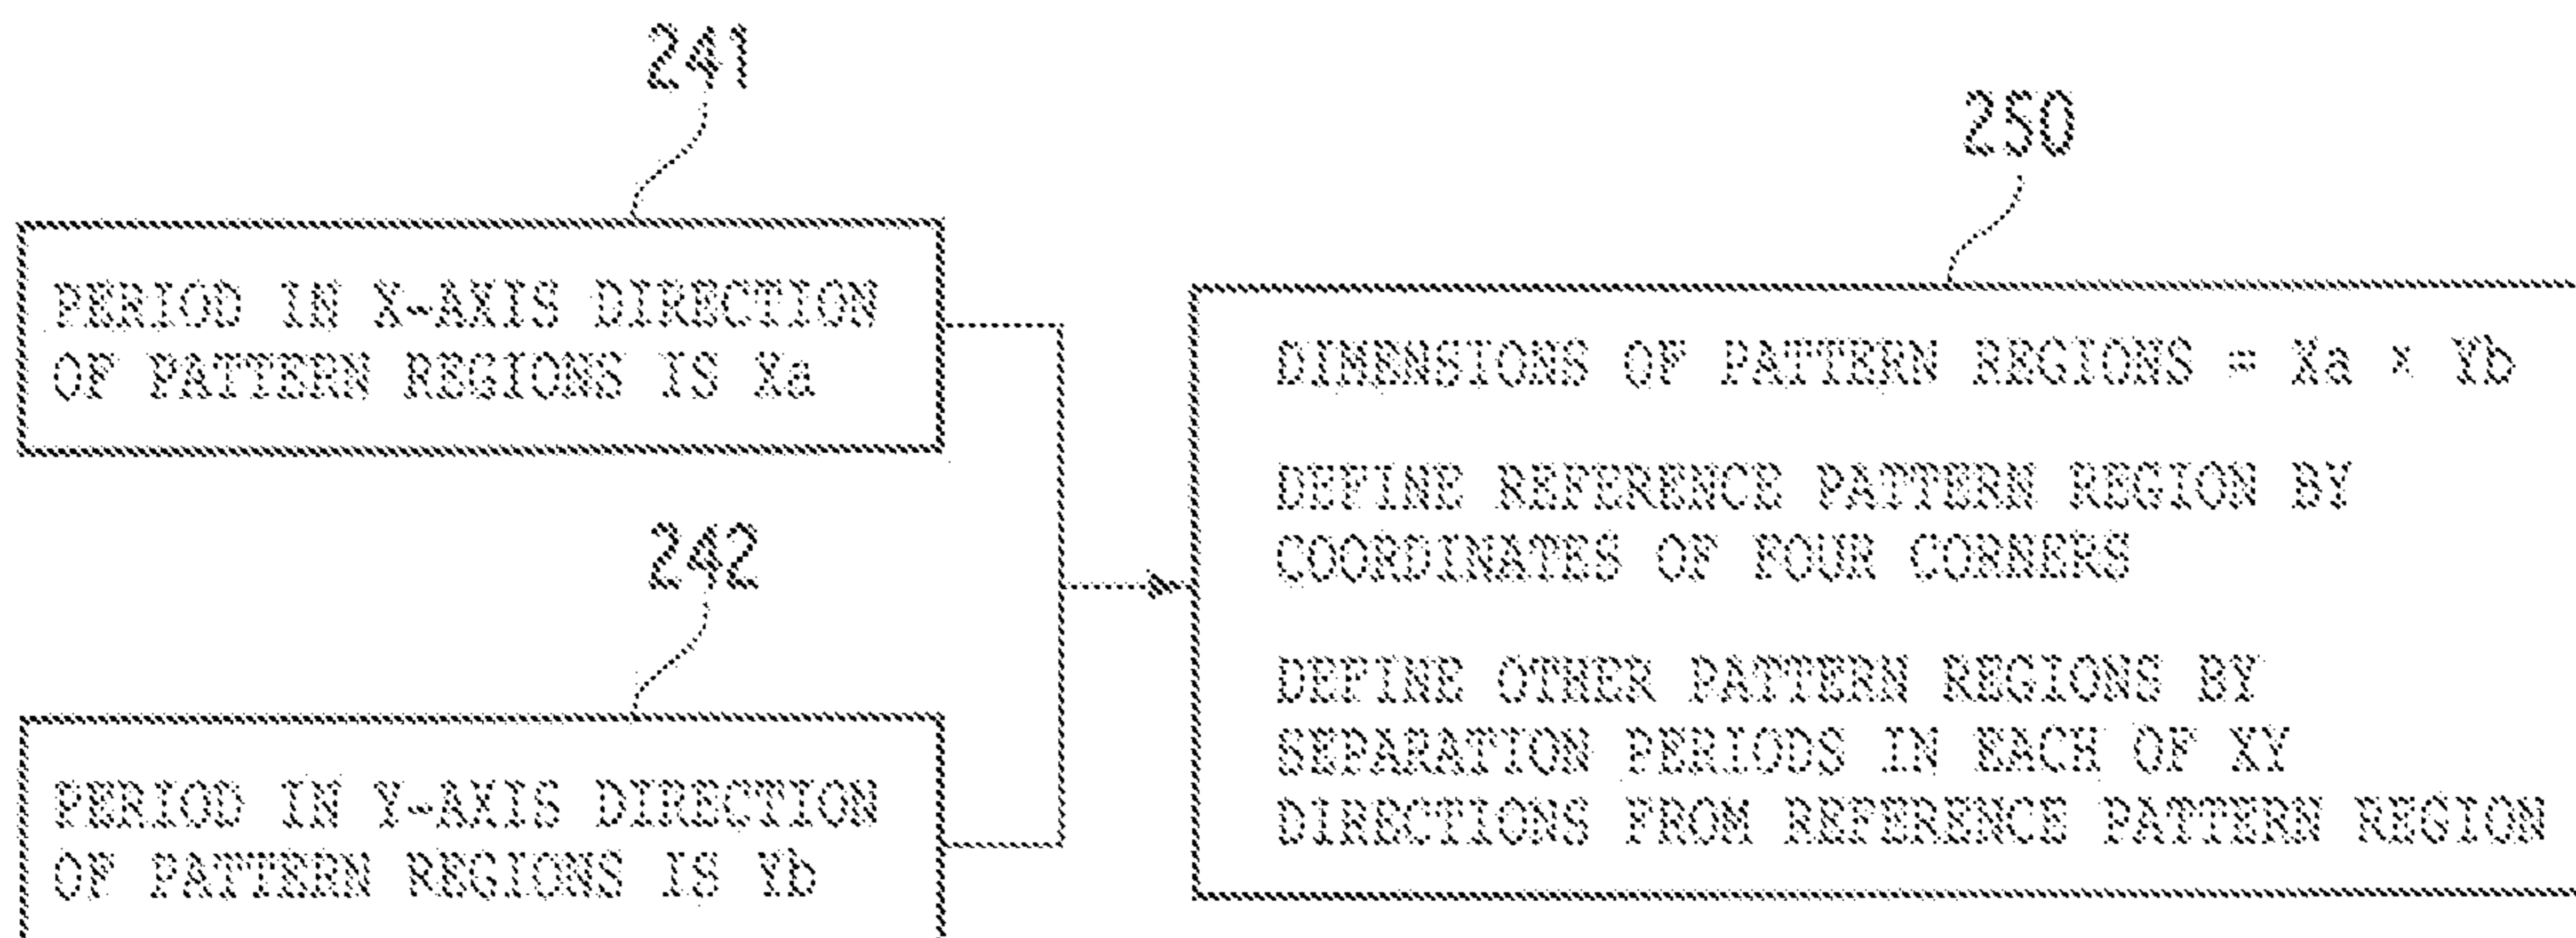 241
PERIOD IN X-AXIS DIRECTION
OF PATTERN REGIONS IS Xa
242
PERIOD IN Y-AXIS DIRECTION
OF PATTERN REGIONS IS Yb
250
DIMENSIONS OF PATTERN REGIONS = Xa × Yb
DEFINE REFERENCE PATTERN REGION BY
COORDINATES OF FOUR CORNERS
DEFINE OTHER PATTERN REGIONS BY
SEPARATION PERIODS IN EACH OF XY
DIRECTIONS FROM REFERENCE PATTERN REGION